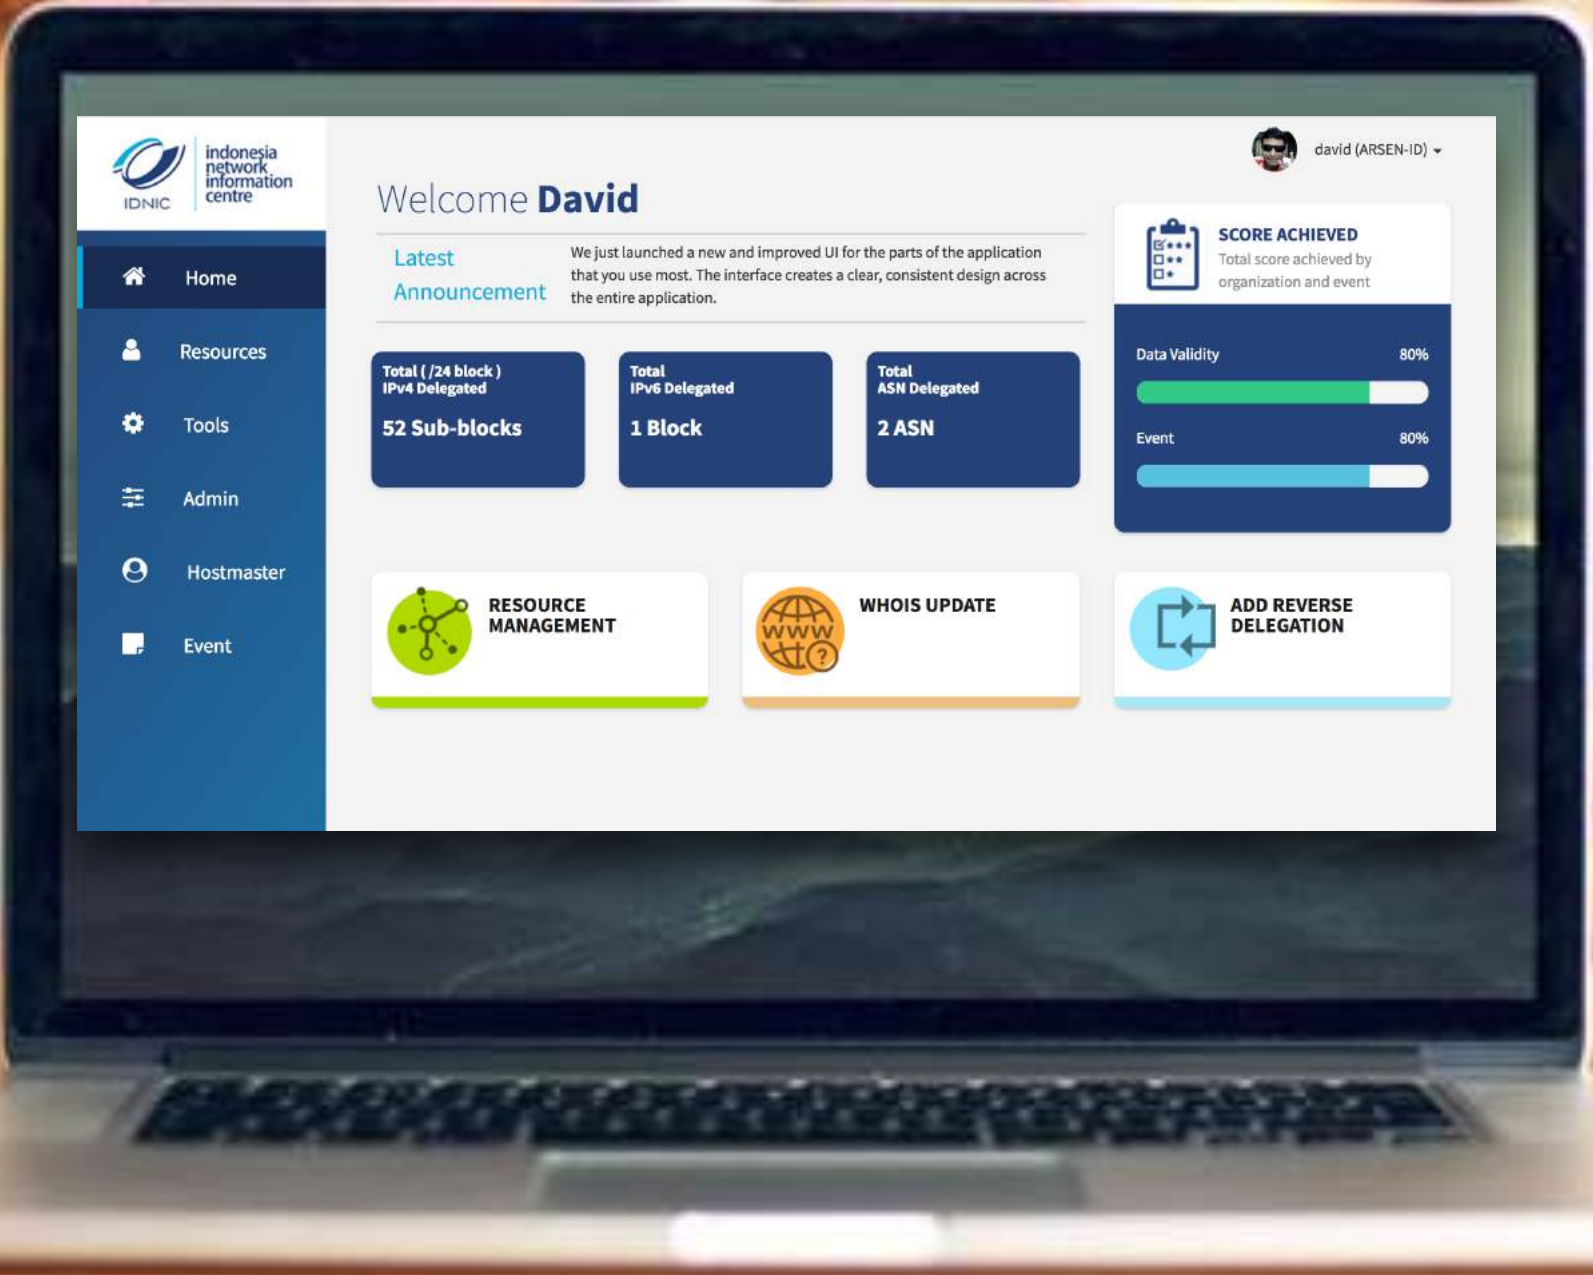 IDNIC
indonesia
network
information
centre
Home
Resources
Tools
Admin
Hostmaster
Event
david (ARSEN-ID)
Welcome David
Latest
Announcement
We just launched a new and improved UI for the parts of the application
that you use most. The interface creates a clear, consistent design across
the entire application.
Total ( /24 block )
IPv4 Delegated
52 Sub-blocks
Total
IPv6 Delegated
1 Block
Total
ASN Delegated
2 ASN
SCORE ACHIEVED
Total score achieved by
organization and event
Data Validity 80%
Event 80%
RESOURCE
MANAGEMENT
WWW
?
WHOIS UPDATE
ADD REVERSE
DELEGATION